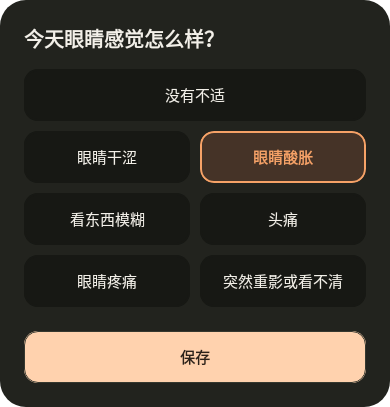 今天眼睛感觉怎么样?
没有不适
眼睛干涩
眼睛酸胀
看东西模糊
头痛
眼睛疼痛
突然重影或看不清
保存